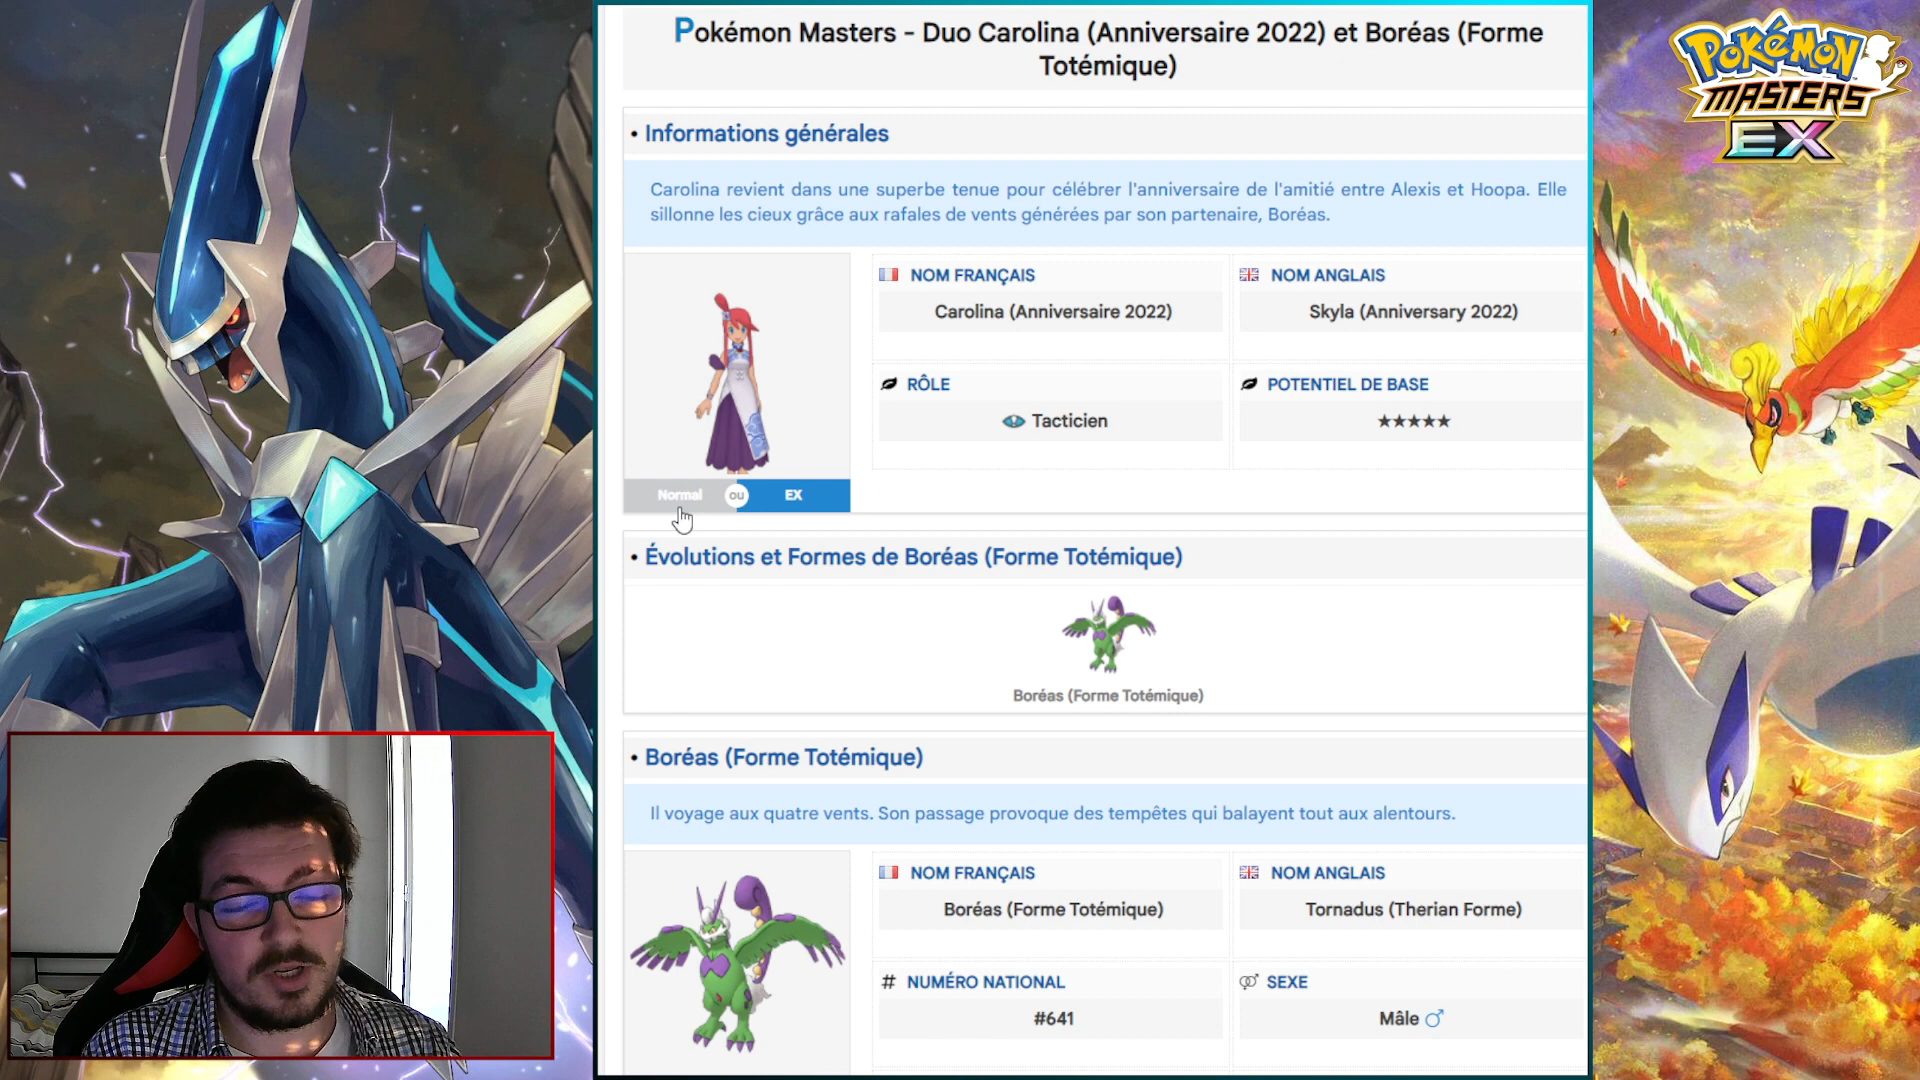 Pokémon Masters - Duo Carolina (Anniversaire 2022) et Boréas (Forme
Totémique)
POKÉMON
MASTERS
EX
• Informations générales
Carolina revient dans une superbe tenue pour célébrer l'anniversaire de l'amitié entre Alexis et Hoopa. Elle
sillonne les cieux grâce aux rafales de vents générées par son partenaire, Boréas.
NOM FRANÇAIS
Carolina (Anniversaire 2022)
NOM ANGLAIS
Skyla (Anniversary 2022)
RÔLE
Tacticien
POTENTIEL DE BASE
★★★★★
Normal ou EX
• Évolutions et Formes de Boréas (Forme Totémique)
Boréas (Forme Totémique)
• Boréas (Forme Totémique)
Il voyage aux quatre vents. Son passage provoque des tempêtes qui balayent tout aux alentours.
NOM FRANÇAIS
Boréas (Forme Totémique)
NOM ANGLAIS
Tornadus (Therian Forme)
# NUMÉRO NATIONAL
#641
SEXE
Mâle ♂